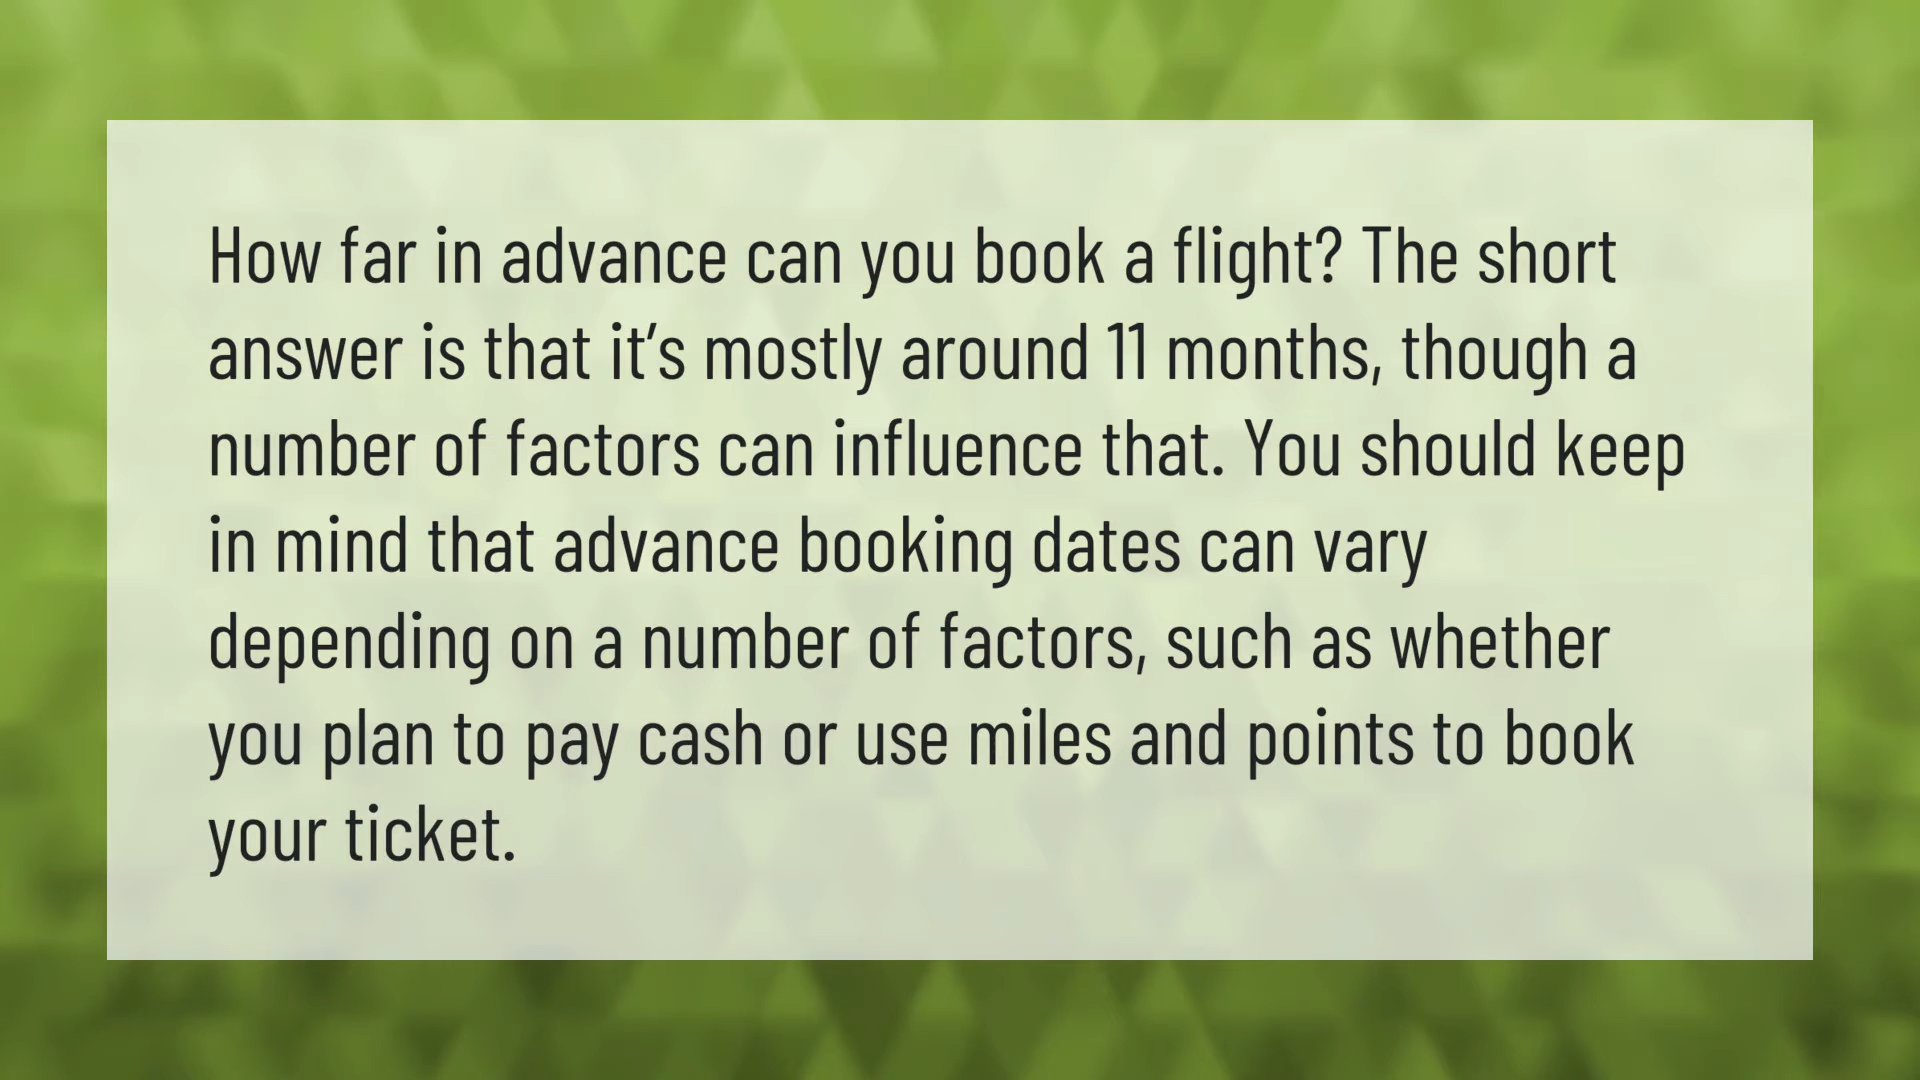 How far in advance can you book a flight? The short
answer is that it’s mostly around 11 months, though a
number of factors can influence that. You should keep
in mind that advance booking dates can vary
depending on a number of factors, such as whether
you plan to pay cash or use miles and points to book
your ticket.